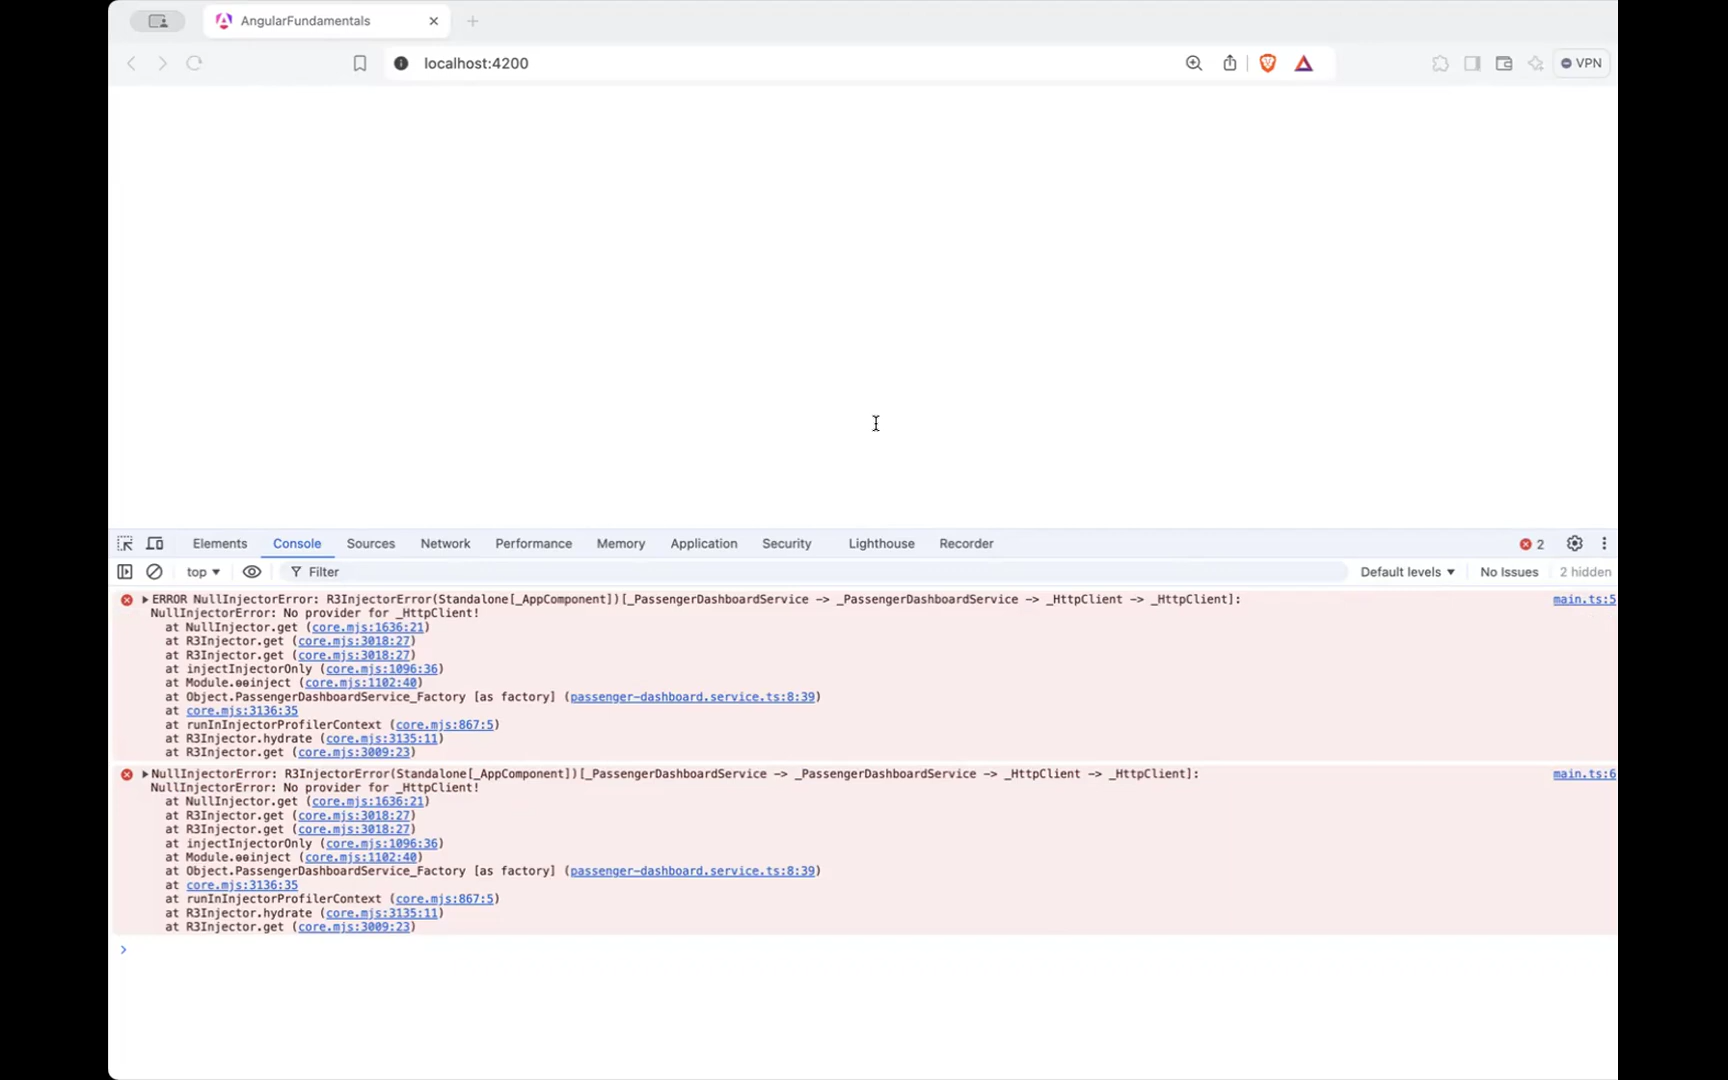 AngularFundamentals
localhost:4200
VPN
Elements Console Sources Network Performance Memory Application Security Lighthouse Recorder 2
top Filter Default levels No Issues 2 hidden
ERROR NullInjectorError: R3InjectorError(Standalone[_AppComponent])[_PassengerDashboardService -> _PassengerDashboardService -> _HttpClient -> _HttpClient]: main.ts:5
NullInjectorError: No provider for _HttpClient!
at NullInjector.get (core.mjs:1636:21)
at R3Injector.get (core.mjs:3018:27)
at R3Injector.get (core.mjs:3018:27)
at injectInjectorOnly (core.mjs:1096:36)
at Module.ɵɵinject (core.mjs:1102:40)
at Object.PassengerDashboardService_Factory [as factory] (passenger-dashboard.service.ts:8:39)
at core.mjs:3136:35
at runInInjectorProfilerContext (core.mjs:867:5)
at R3Injector.hydrate (core.mjs:3135:11)
at R3Injector.get (core.mjs:3009:23)
NullInjectorError: R3InjectorError(Standalone[_AppComponent])[_PassengerDashboardService -> _PassengerDashboardService -> _HttpClient -> _HttpClient]: main.ts:6
NullInjectorError: No provider for _HttpClient!
at NullInjector.get (core.mjs:1636:21)
at R3Injector.get (core.mjs:3018:27)
at R3Injector.get (core.mjs:3018:27)
at injectInjectorOnly (core.mjs:1096:36)
at Module.ɵɵinject (core.mjs:1102:40)
at Object.PassengerDashboardService_Factory [as factory] (passenger-dashboard.service.ts:8:39)
at core.mjs:3136:35
at runInInjectorProfilerContext (core.mjs:867:5)
at R3Injector.hydrate (core.mjs:3135:11)
at R3Injector.get (core.mjs:3009:23)